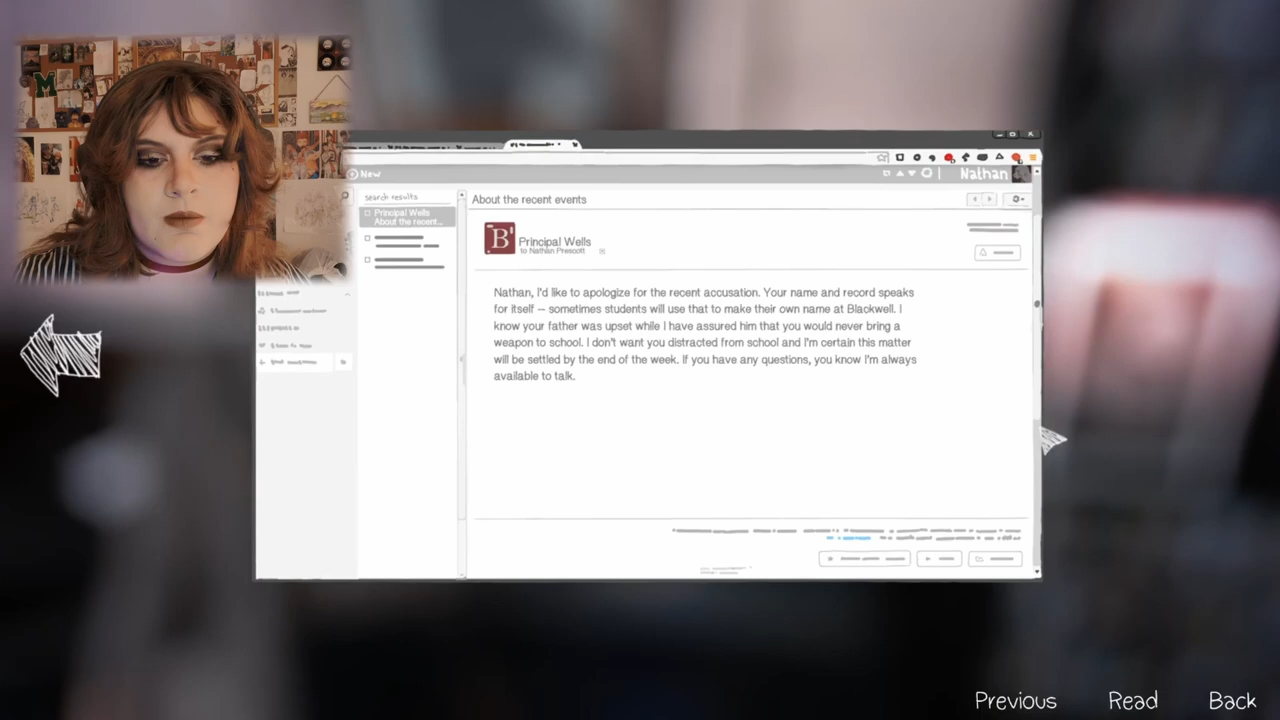 M
New
Nathan
search results
Principal Wells
About the recent...
About the recent events
B
Principal Wells
to Nathan Prescott
Nathan, I'd like to apologize for the recent accusation. Your name and record speaks
for itself – sometimes students will use that to make their own name at Blackwell. I
know your father was upset while I have assured him that you would never bring a
weapon to school. I don't want you distracted from school and I'm certain this matter
will be settled by the end of the week. If you have any questions, you know I'm always
available to talk.
Previous
Read
Back